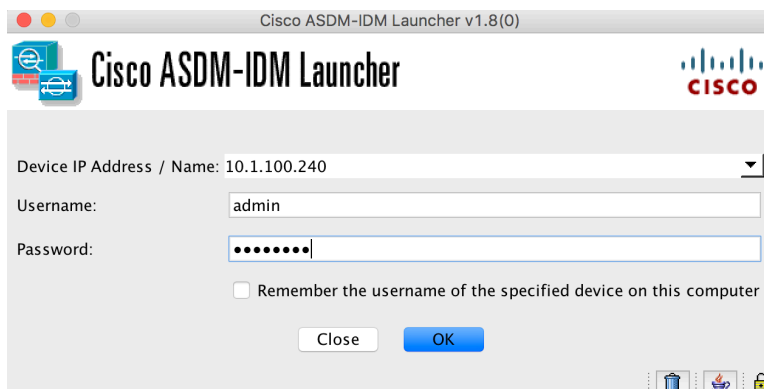 Cisco ASDM-IDM Launcher v1.8(0)
Cisco ASDM-IDM Launcher
CISCO
Device IP Address / Name: 10.1.100.240
Username: admin
Password: ••••••••
Remember the username of the specified device on this computer
Close OK